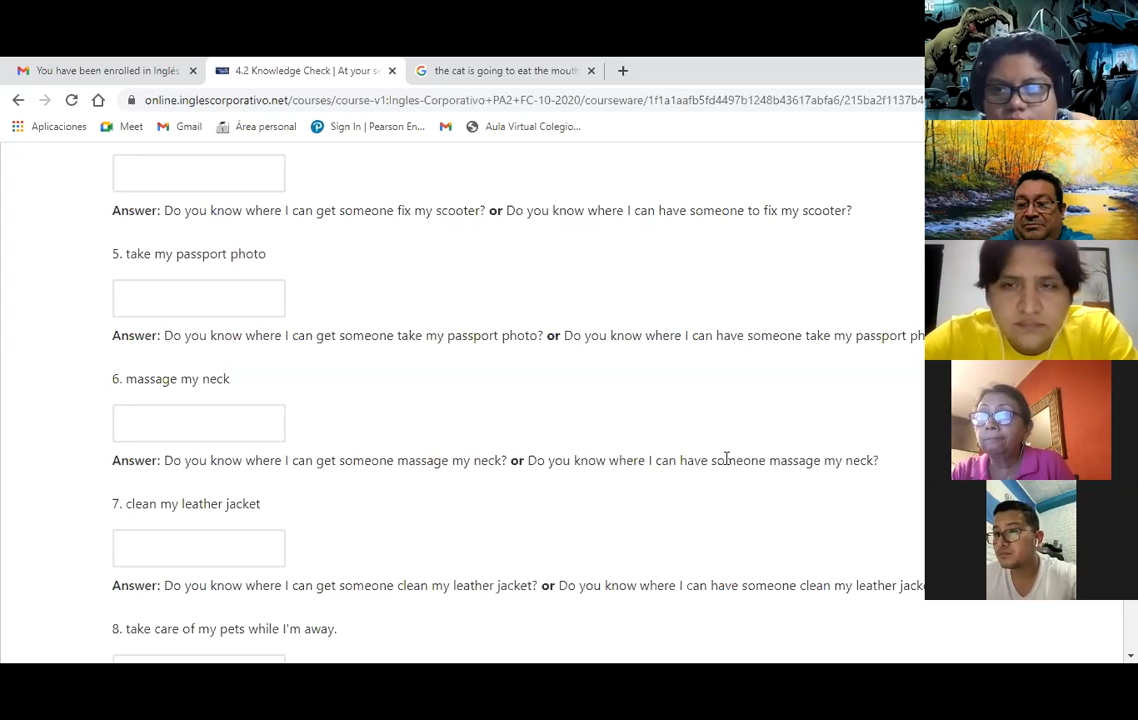 You have been enrolled in Inglés
4.2 Knowledge Check | At your se
the cat is going to eat the mouth
online.inglescorporativo.net/courses/course-v1:Ingles-Corporativo+PA2+FC-10-2020/courseware/1f1a1aafb5fd4497b1248b43617abfa6/215ba2f1137b4
Aplicaciones Meet Gmail Área personal Sign In | Pearson En... Aula Virtual Colegio...
Answer: Do you know where I can get someone fix my scooter? or Do you know where I can have someone to fix my scooter?
5. take my passport photo
Answer: Do you know where I can get someone take my passport photo? or Do you know where I can have someone take my passport ph
6. massage my neck
Answer: Do you know where I can get someone massage my neck? or Do you know where I can have someone massage my neck?
7. clean my leather jacket
Answer: Do you know where I can get someone clean my leather jacket? or Do you know where I can have someone clean my leather jacke
8. take care of my pets while I'm away.